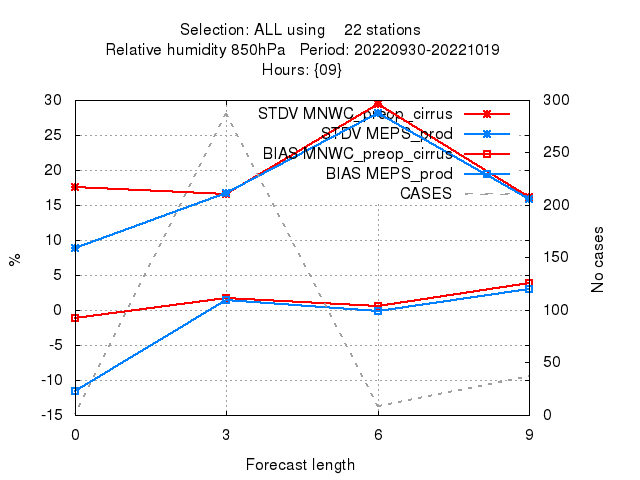 Selection: ALL using 22 stations
Relative humidity 850hPa Period: 20220930-20221019
Hours: {09}
30 300
STDV MNWC_preop_cirrus
25 STDV MEPS_prod
250
20 BIAS MNWC_preop_cirrus
BIAS MEPS_prod
15 CASES 200
10
150
5
0 100
-5
50
-10
-15 0
0 3 6 9
Forecast length
%
No cases